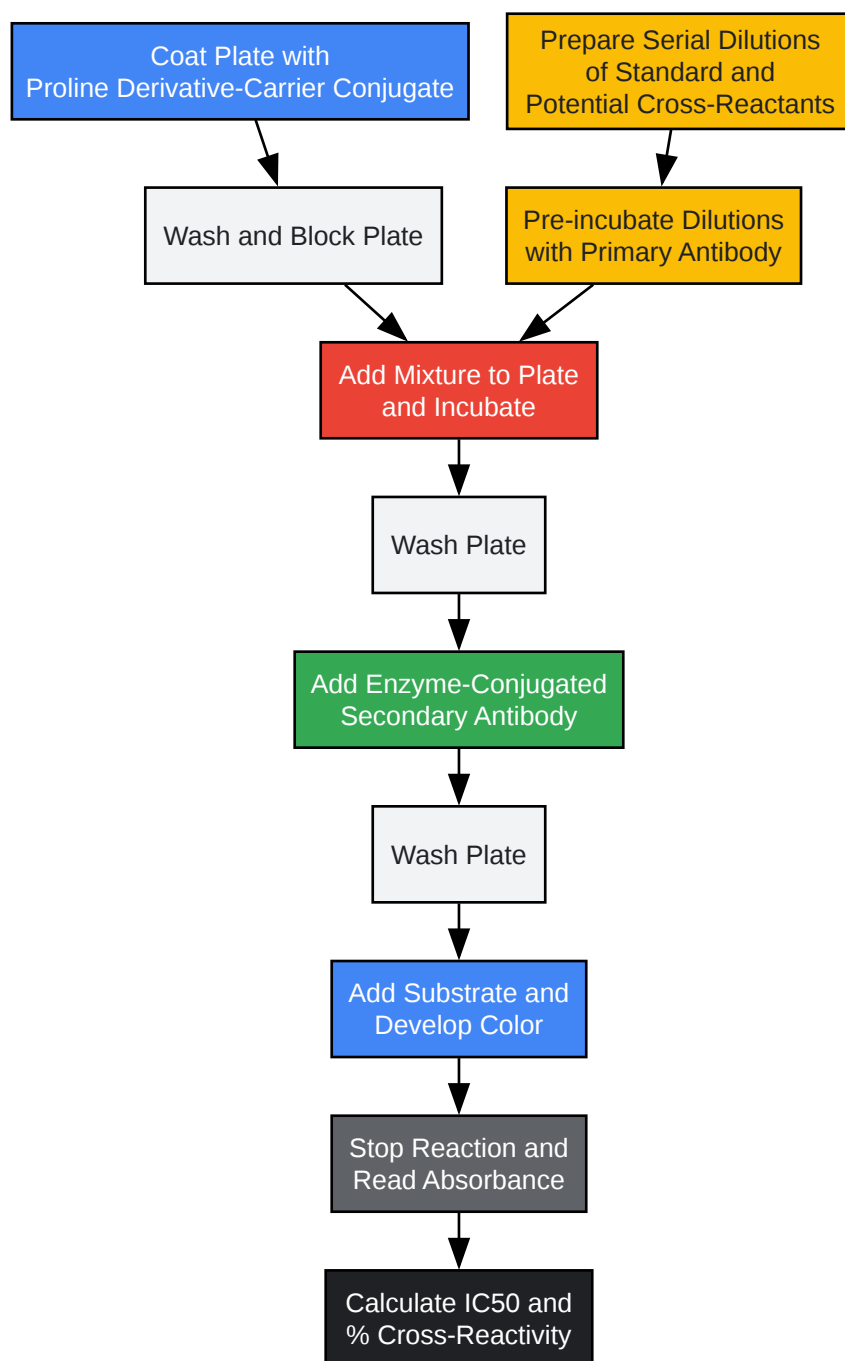 Coat Plate with
Proline Derivative-Carrier Conjugate
Prepare Serial Dilutions
of Standard and
Potential Cross-Reactants
Wash and Block Plate
Pre-incubate Dilutions
with Primary Antibody
Add Mixture to Plate
and Incubate
Wash Plate
Add Enzyme-Conjugated
Secondary Antibody
Wash Plate
Add Substrate and
Develop Color
Stop Reaction and
Read Absorbance
Calculate IC50 and
% Cross-Reactivity